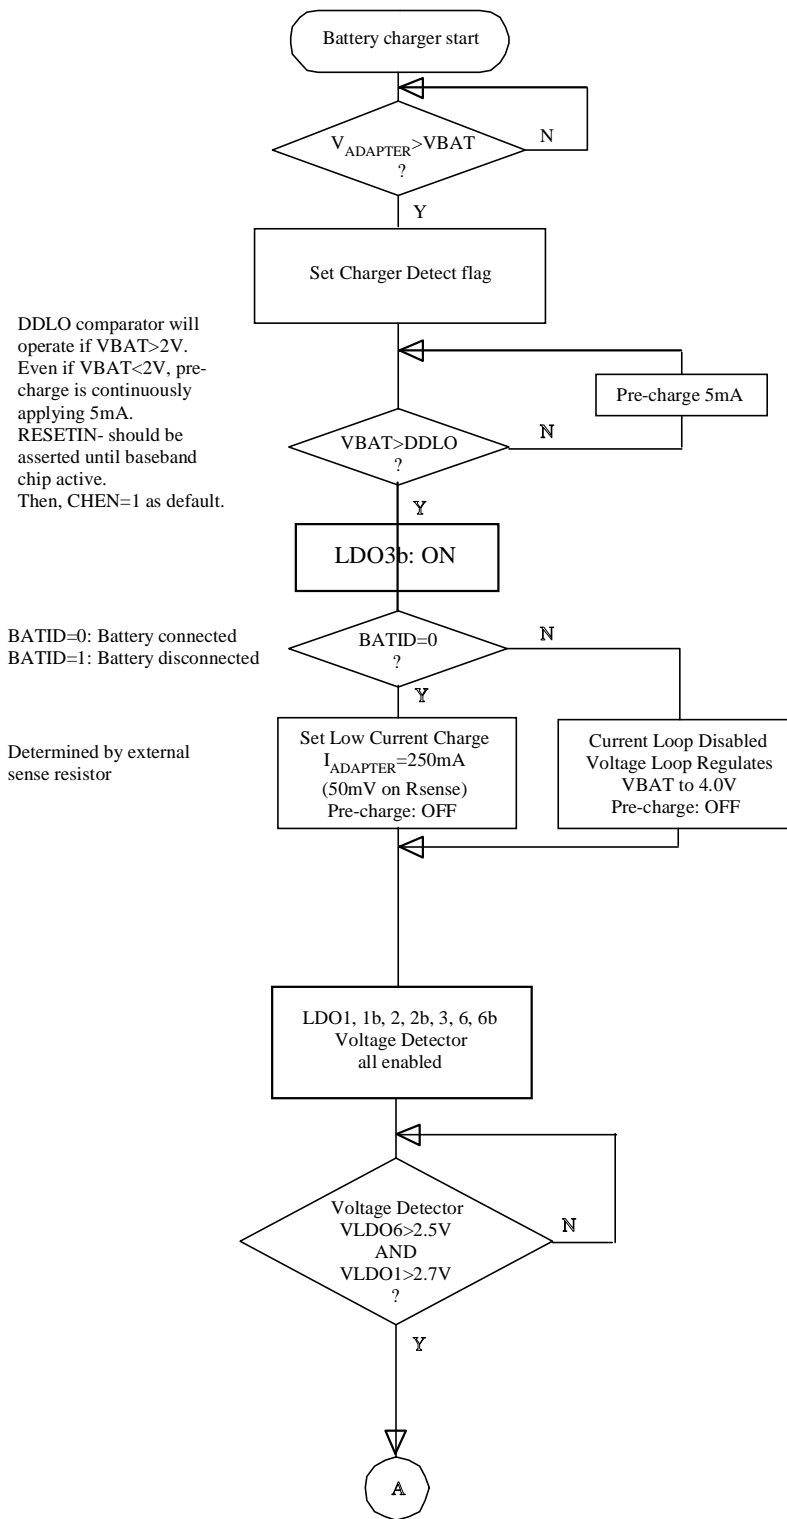 Battery charger start
V_ADAPTER>VBAT
?
N
Y
Set Charger Detect flag
DDLO comparator will
operate if VBAT>2V.
Even if VBAT<2V, pre-
charge is continuously
applying 5mA.
RESETIN- should be
asserted until baseband
chip active.
Then, CHEN=1 as default.
Pre-charge 5mA
VBAT>DDLO
?
N
Y
LDO3b: ON
BATID=0: Battery connected
BATID=1: Battery disconnected
BATID=0
?
N
Y
Determined by external
sense resistor
Set Low Current Charge
I_ADAPTER=250mA
(50mV on Rsense)
Pre-charge: OFF
Current Loop Disabled
Voltage Loop Regulates
VBAT to 4.0V
Pre-charge: OFF
LDO1, 1b, 2, 2b, 3, 6, 6b
Voltage Detector
all enabled
Voltage Detector
VLDO6>2.5V
AND
VLDO1>2.7V
?
N
Y
A